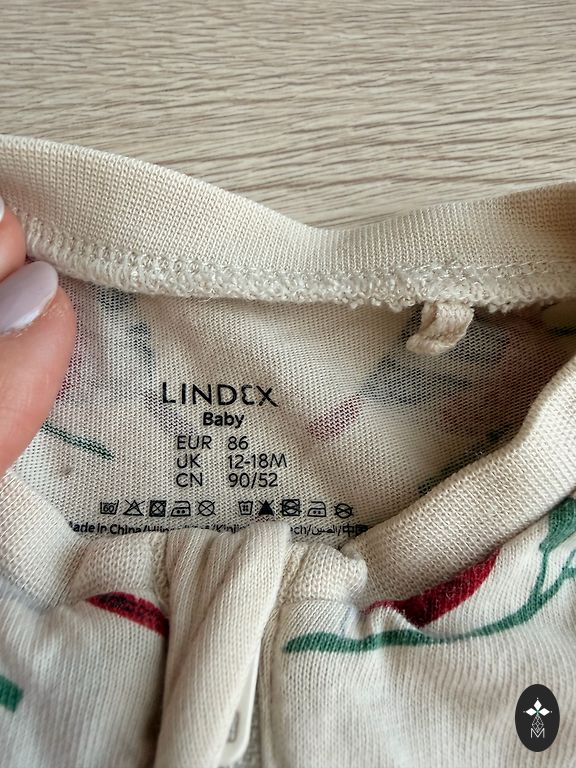 LINDEX
Baby
EUR 86
UK 12-18M
CN 90/52
Made in China/